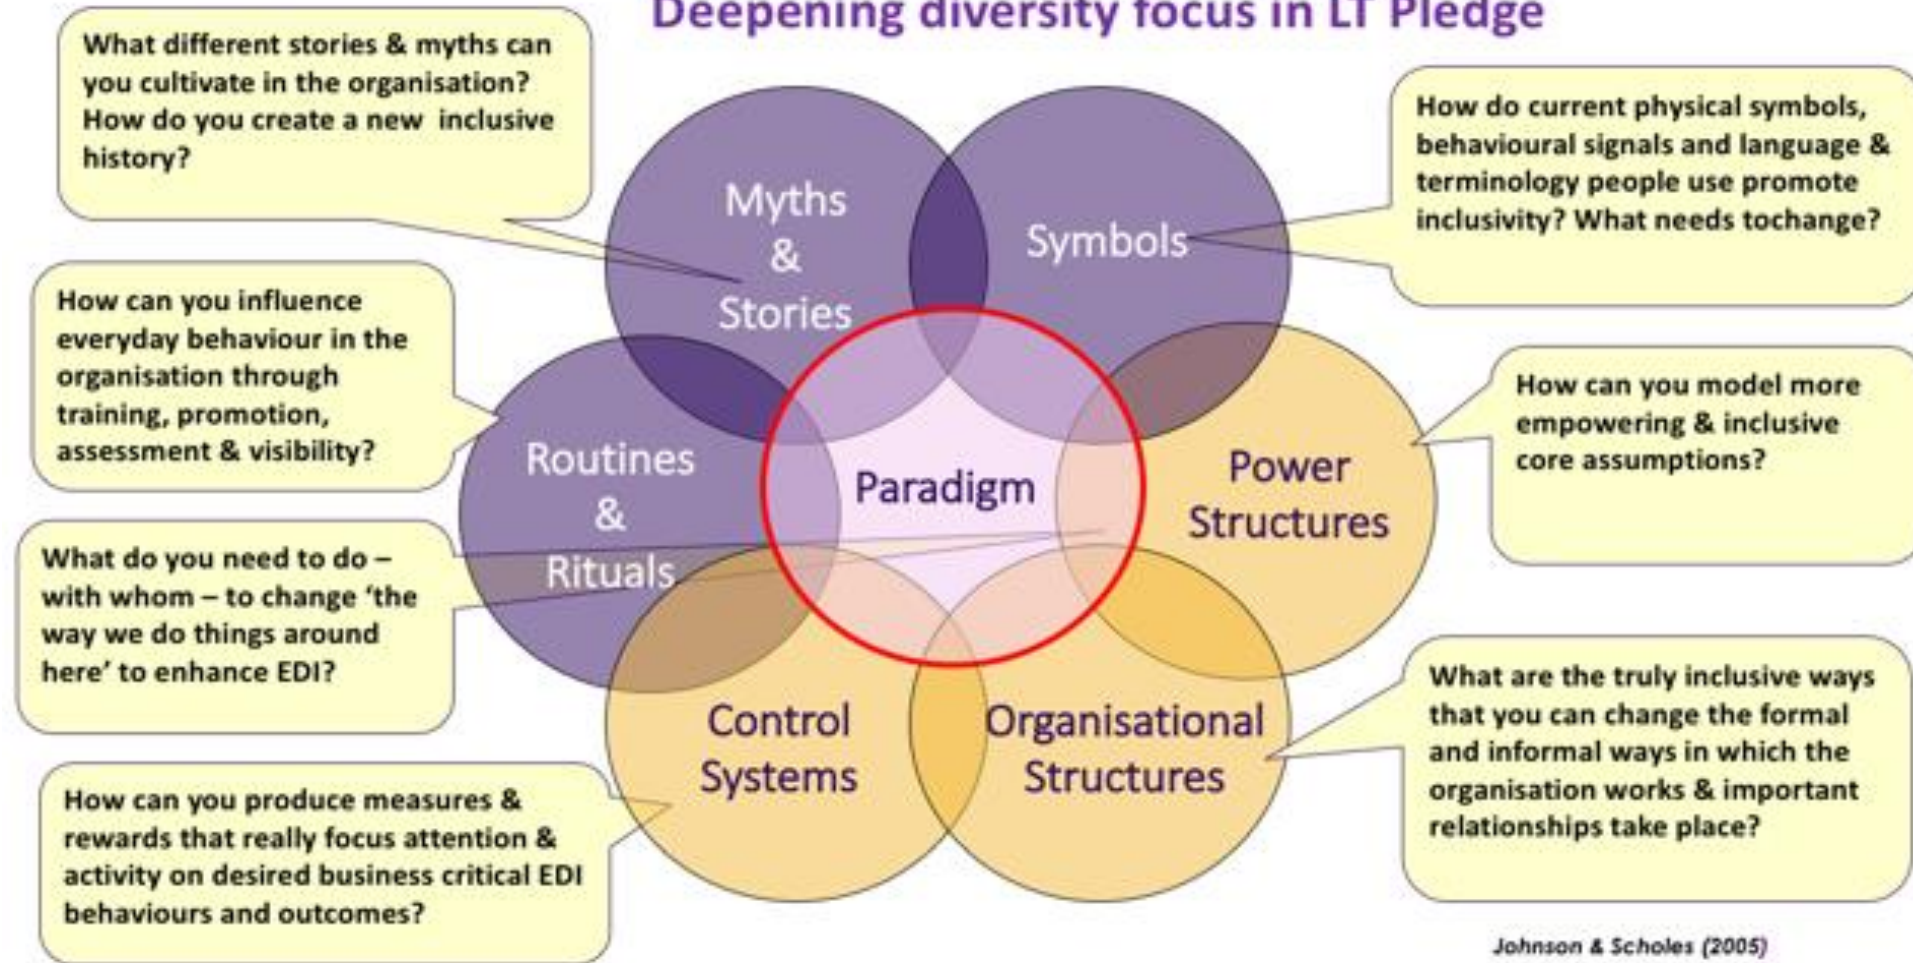 Deepening diversity focus in LT Pledge
What different stories & myths can
you cultivate in the organisation?
How do you create a new inclusive
history?
How do current physical symbols,
behavioural signals and language &
terminology people use promote
inclusivity? What needs tochange?
Myths
&
Stories
Symbols
How can you influence
everyday behaviour in the
organisation through
training, promotion,
assessment & visibility?
How can you model more
empowering & inclusive
core assumptions?
Routines
&
Rituals
Paradigm
Power
Structures
What do you need to do –
with whom – to change ‘the
way we do things around
here’ to enhance EDI?
What are the truly inclusive ways
that you can change the formal
and informal ways in which the
organisation works & important
relationships take place?
Control
Systems
Organisational
Structures
How can you produce measures &
rewards that really focus attention &
activity on desired business critical EDI
behaviours and outcomes?
Johnson & Scholes (2005)